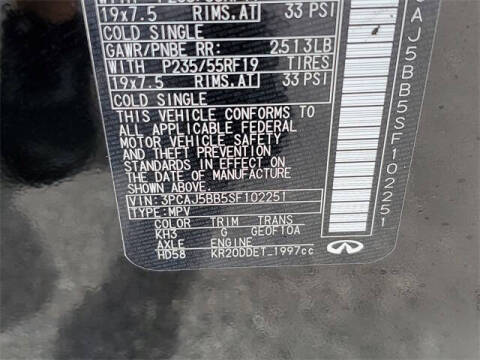 19x7.5 RIMS.AT 33 PSI
COLD SINGLE
GAWR/PNBE RR: 2513LB
WITH P235/55RF19 TIRES
19x7.5 RIMS.AT 33 PSI
COLD SINGLE
THIS VEHICLE CONFORMS TO
ALL APPLICABLE FEDERAL
MOTOR VEHICLE SAFETY
AND THEFT PREVENTION
STANDARDS IN EFFECT ON
THE DATE OF MANUFACTURE
SHOWN ABOVE.
VIN: 3PCAJ5BB5SF102251
TYPE: MPV
COLOR TRIM TRANS
KH3 G GEOF10A
AXLE ENGINE
HD58 KR20DDET_1997cc
INFINITI
AJ5BB5SF102251